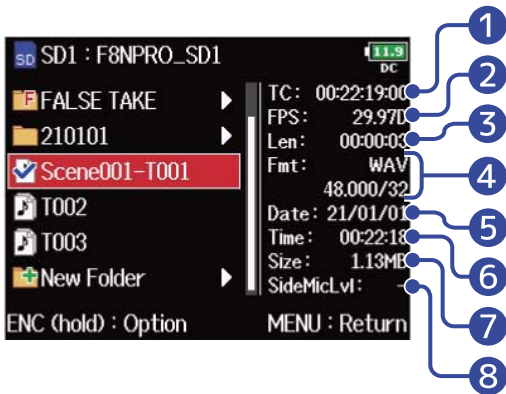 SD SD1 : F8NPRO_SD1
11.9
DC
F FALSE TAKE
210101
Scene001-T001
T002
T003
New Folder
TC: 00:22:19:00
FPS: 29.97D
Len: 00:00:03
Fmt: WAV
48.000/32
Date: 21/01/01
Time: 00:22:18
Size: 1.13MB
SideMicLvl: -
ENC (hold) : Option
MENU : Return
1
2
3
4
5
6
7
8